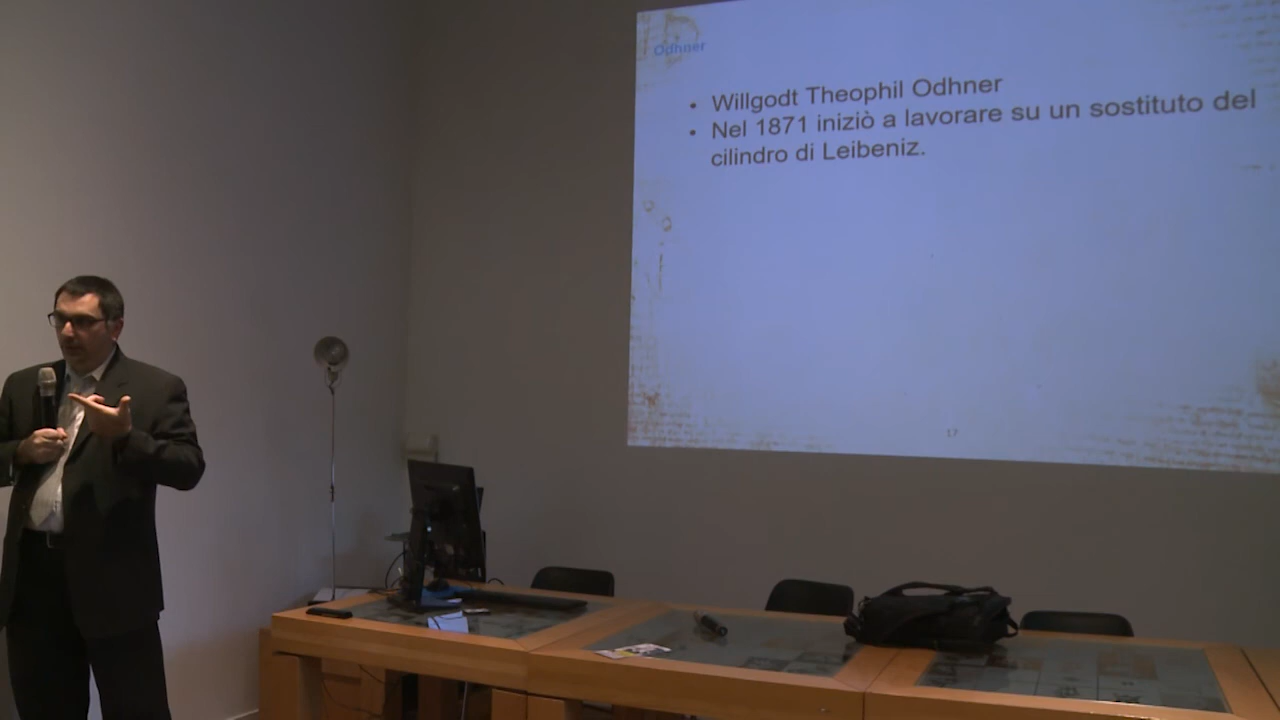 Odhner
• Willgodt Theophil Odhner
• Nel 1871 iniziò a lavorare su un sostituto del
cilindro di Leibeniz.
17